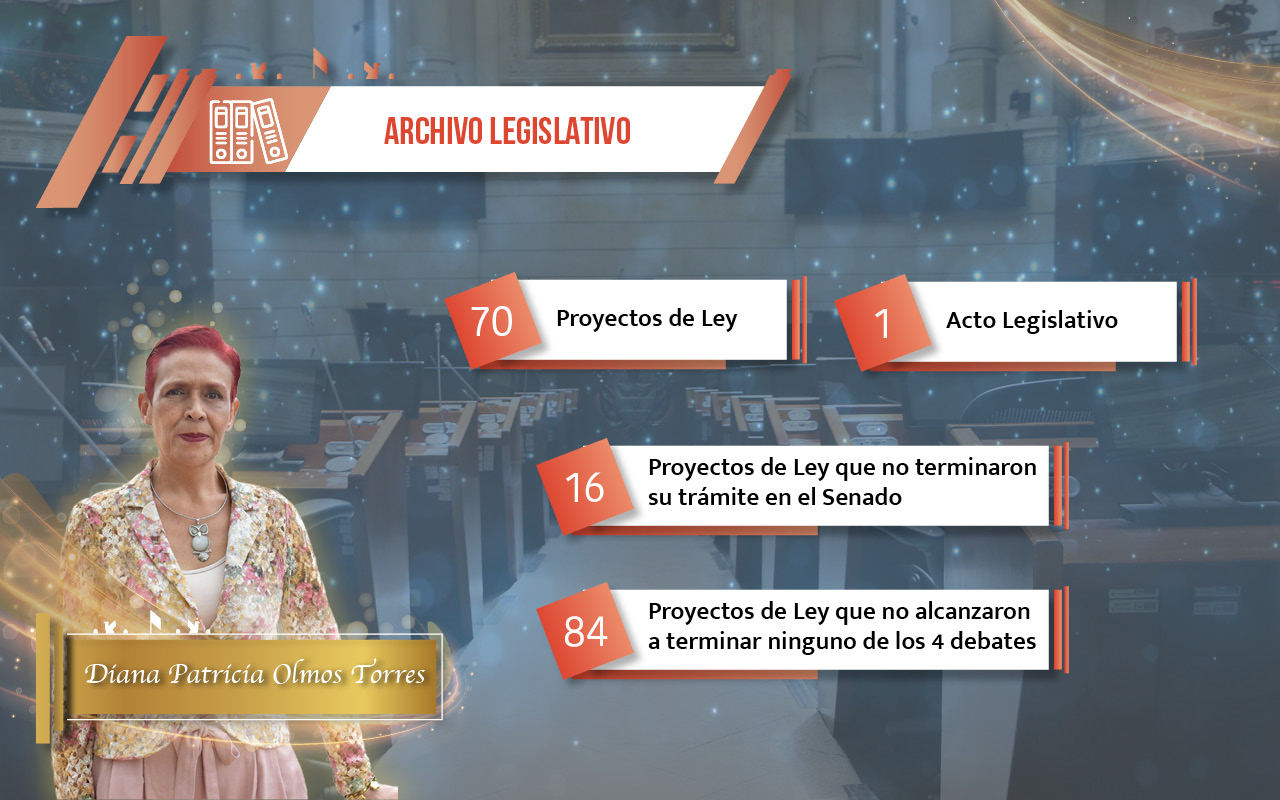 ARCHIVO LEGISLATIVO
70
Proyectos de Ley
1
Acto Legislativo
16
Proyectos de Ley que no terminaron
su trámite en el Senado
84
Proyectos de Ley que no alcanzaron
a terminar ninguno de los 4 debates
Diana Patricia Olmos Torres